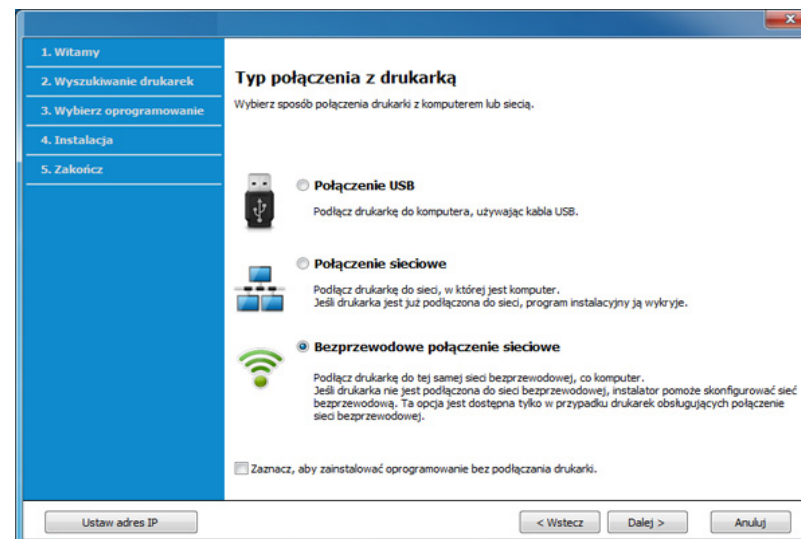 1. Witamy
2. Wyszukiwanie drukarek
3. Wybierz oprogramowanie
4. Instalacja
5. Zakończ
Typ połączenia z drukarką
Wybierz sposób połączenia drukarki z komputerem lub siecią.
Połączenie USB
Podłącz drukarkę do komputera, używając kabla USB.
Połączenie sieciowe
Podłącz drukarkę do sieci, w której jest komputer.
Jeśli drukarka jest już podłączona do sieci, program instalacyjny ją wykryje.
Bezprzewodowe połączenie sieciowe
Podłącz drukarkę do tej samej sieci bezprzewodowej, co komputer.
Jeśli drukarka nie jest podłączona do sieci bezprzewodowej, instalator pomoże skonfigurować sieć
bezprzewodową. Ta opcja jest dostępna tylko w przypadku drukarek obsługujących połączenie
sieci bezprzewodowej.
Zaznacz, aby zainstalować oprogramowanie bez podłączania drukarki.
Ustaw adres IP
< Wstecz
Dalej >
Anuluj